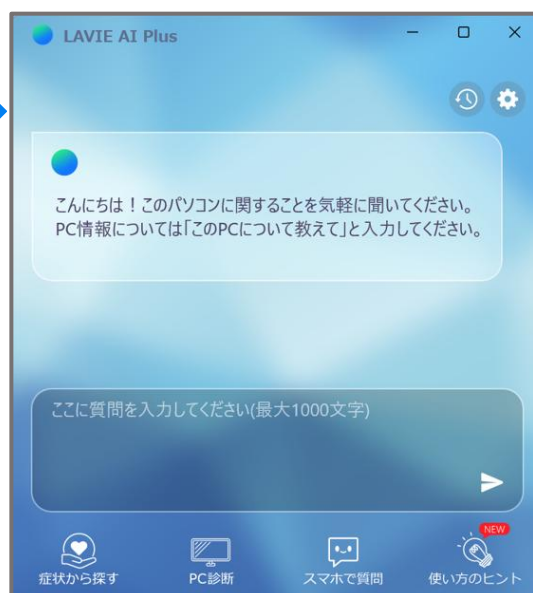 LAVIE AI Plus
こんにちは！このパソコンに関することを気軽に聞いてください。
PC情報については「このPCについて教えて」と入力してください。
ここに質問を入力してください(最大1000文字)
NEW
症状から探す
PC診断
スマホで質問
使い方のヒント